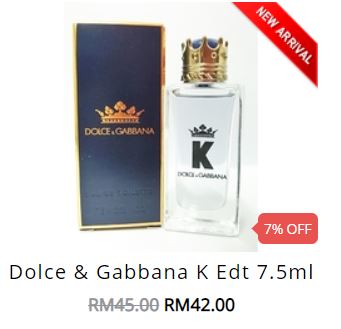 NEW ARRIVAL
DOLCE & GABBANA
K
DOLCE & GABBANA
7% OFF
Dolce & Gabbana K Edt 7.5ml
RM45.00 RM42.00